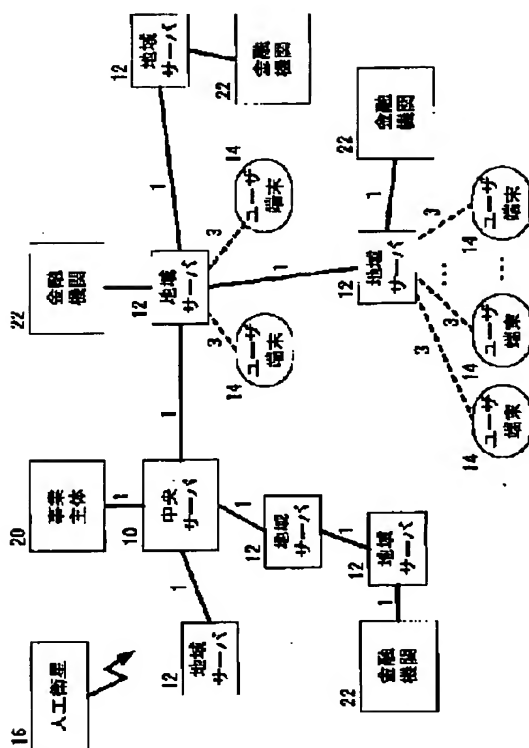 16
人工衛星
20
事業
主体
22
金融
機関
12
地域
サーバ
1
1
1
22
金融
機関
10
中央
サーバ
12
地域
サーバ
1
1
12
地域
サーバ
1
3
3
14
ユーザ
端末
14
ユーザ
端末
12
地域
サーバ
1
1
22
金融
機関
1
12
地域
サーバ
22
金融
機関
1
12
地域
サーバ
3
3
…
3
14
ユーザ
端末
14
ユーザ
端末
…
14
ユーザ
端末